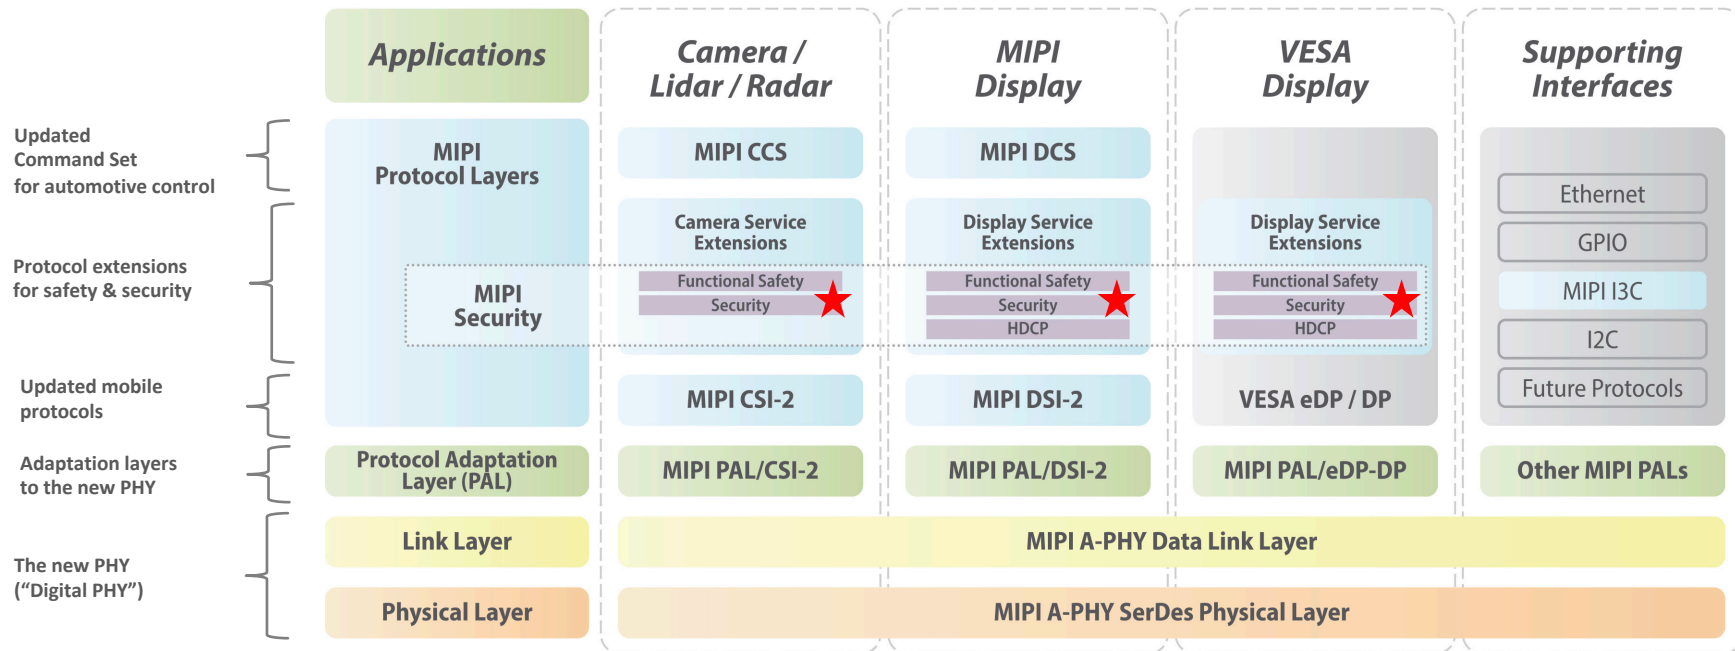 Applications
Camera /
Lidar / Radar
MIPI
Display
VESA
Display
Supporting
Interfaces
Updated
Command Set
for automotive control
MIPI
Protocol Layers
MIPI CCS
MIPI DCS
Protocol extensions
for safety & security
MIPI
Security
Camera Service
Extensions
Functional Safety
Security
Display Service
Extensions
Functional Safety
Security
HDCP
Display Service
Extensions
Functional Safety
Security
HDCP
Ethernet
GPIO
MIPI I3C
I2C
Future Protocols
Updated mobile
protocols
MIPI CSI-2
MIPI DSI-2
VESA eDP / DP
Adaptation layers
to the new PHY
Protocol Adaptation
Layer (PAL)
MIPI PAL/CSI-2
MIPI PAL/DSI-2
MIPI PAL/eDP-DP
Other MIPI PALs
The new PHY
(“Digital PHY”)
Link Layer
MIPI A-PHY Data Link Layer
Physical Layer
MIPI A-PHY SerDes Physical Layer